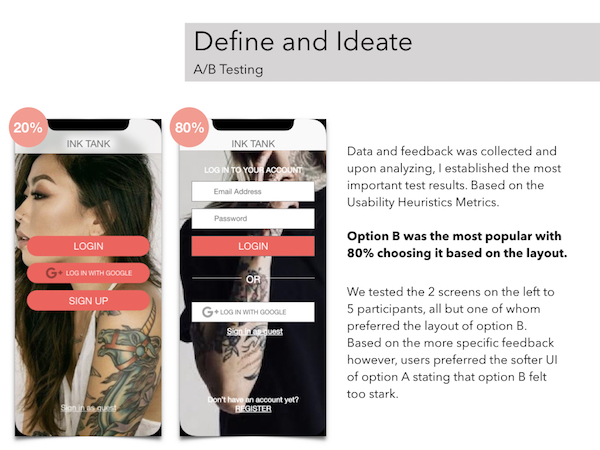 Define and Ideate
A/B Testing
20%
INK TANK
LOGIN
G+ LOG IN WITH GOOGLE
SIGN UP
Sign in as guest
80%
INK TANK
LOG IN TO YOUR ACCOUNT
Email Address
Password
LOGIN
OR
G+ LOG IN WITH GOOGLE
Sign in as guest
Don't have an account yet?
REGISTER
Data and feedback was collected and
upon analyzing, I established the most
important test results. Based on the
Usability Heuristics Metrics.
Option B was the most popular with
80% choosing it based on the layout.
We tested the 2 screens on the left to
5 participants, all but one of whom
preferred the layout of option B.
Based on the more specific feedback
however, users preferred the softer UI
of option A stating that option B felt
too stark.